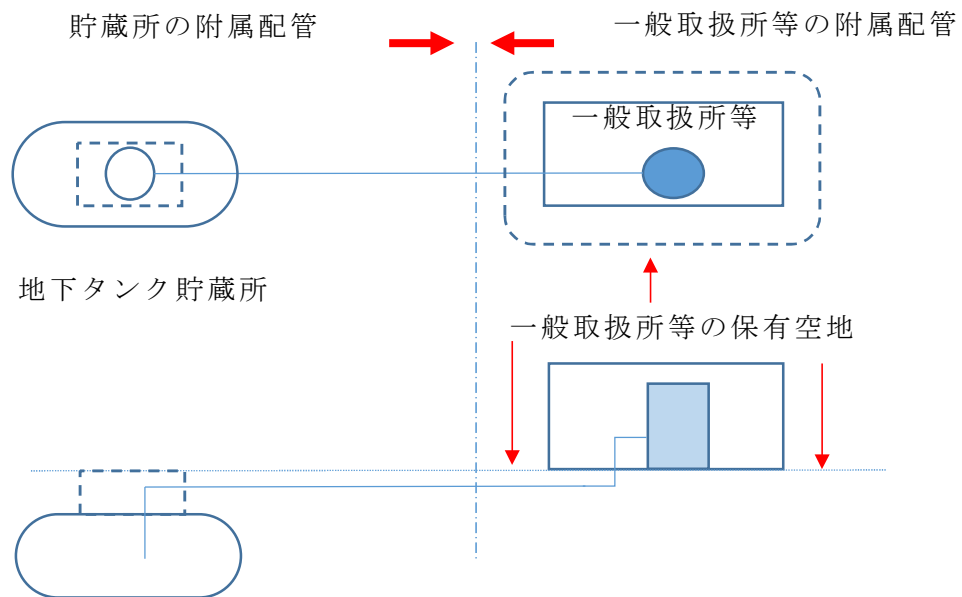 貯蔵所の附属配管
一般取扱所等の附属配管
一般取扱所等
地下タンク貯蔵所
一般取扱所等の保有空地